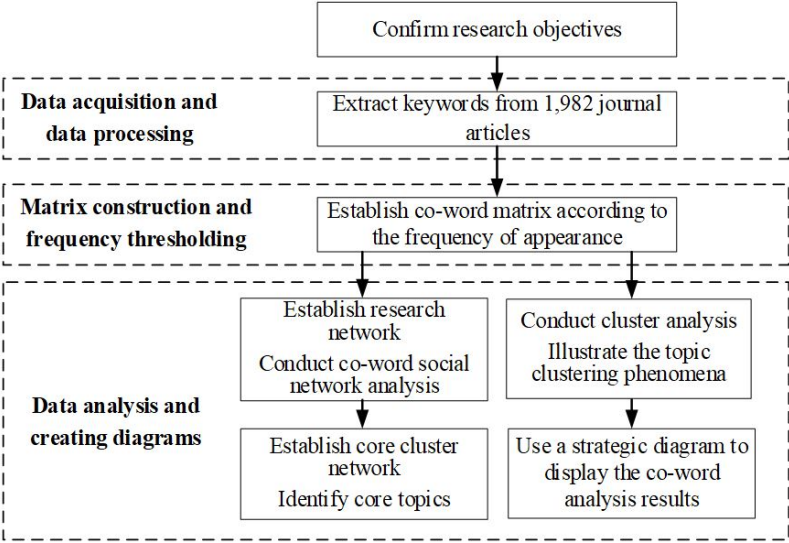 Confirm research objectives
Data acquisition and
data processing
Extract keywords from 1,982 journal
articles
Matrix construction and
frequency thresholding
Establish co-word matrix according to
the frequency of appearance
Data analysis and
creating diagrams
Establish research
network
Conduct co-word social
network analysis
Conduct cluster analysis
Illustrate the topic
clustering phenomena
Establish core cluster
network
Identify core topics
Use a strategic diagram to
display the co-word
analysis results